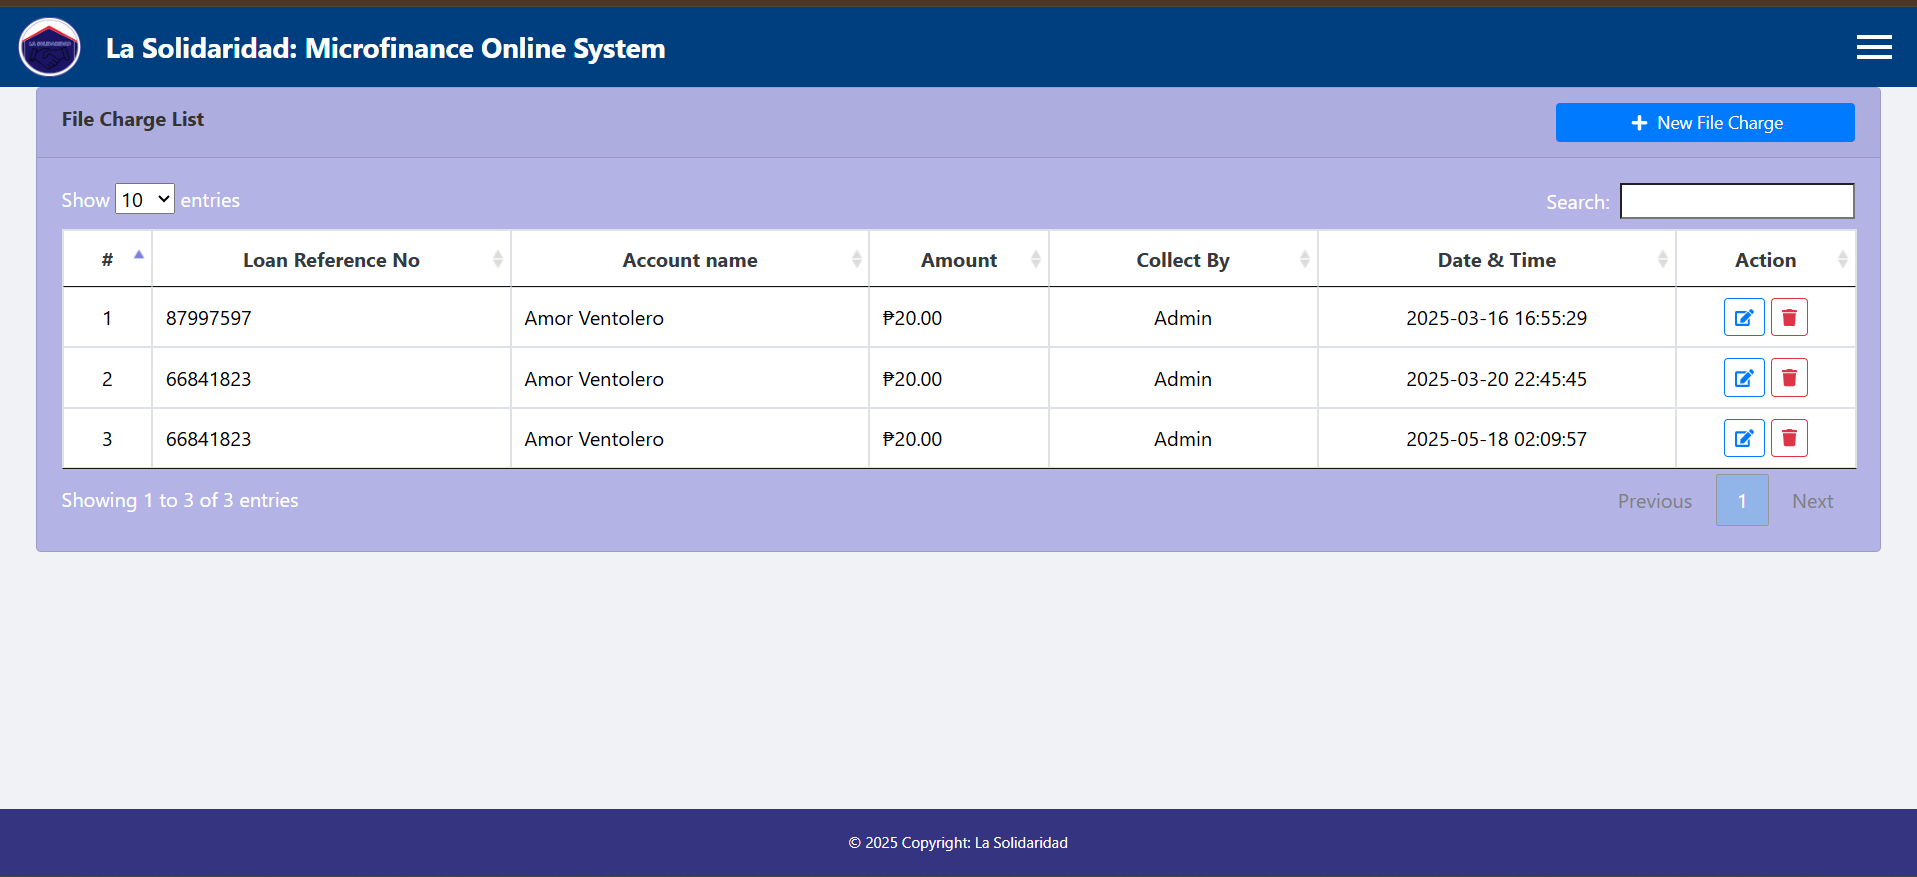 LA SOLIDARIDAD
La Solidaridad: Microfinance Online System
File Charge List
New File Charge
Show 10 entries
Search:
# Loan Reference No Account name Amount Collect By Date & Time Action
1 87997597 Amor Ventolero ₱20.00 Admin 2025-03-16 16:55:29
2 66841823 Amor Ventolero ₱20.00 Admin 2025-03-20 22:45:45
3 66841823 Amor Ventolero ₱20.00 Admin 2025-05-18 02:09:57
Showing 1 to 3 of 3 entries
Previous 1 Next
© 2025 Copyright: La Solidaridad